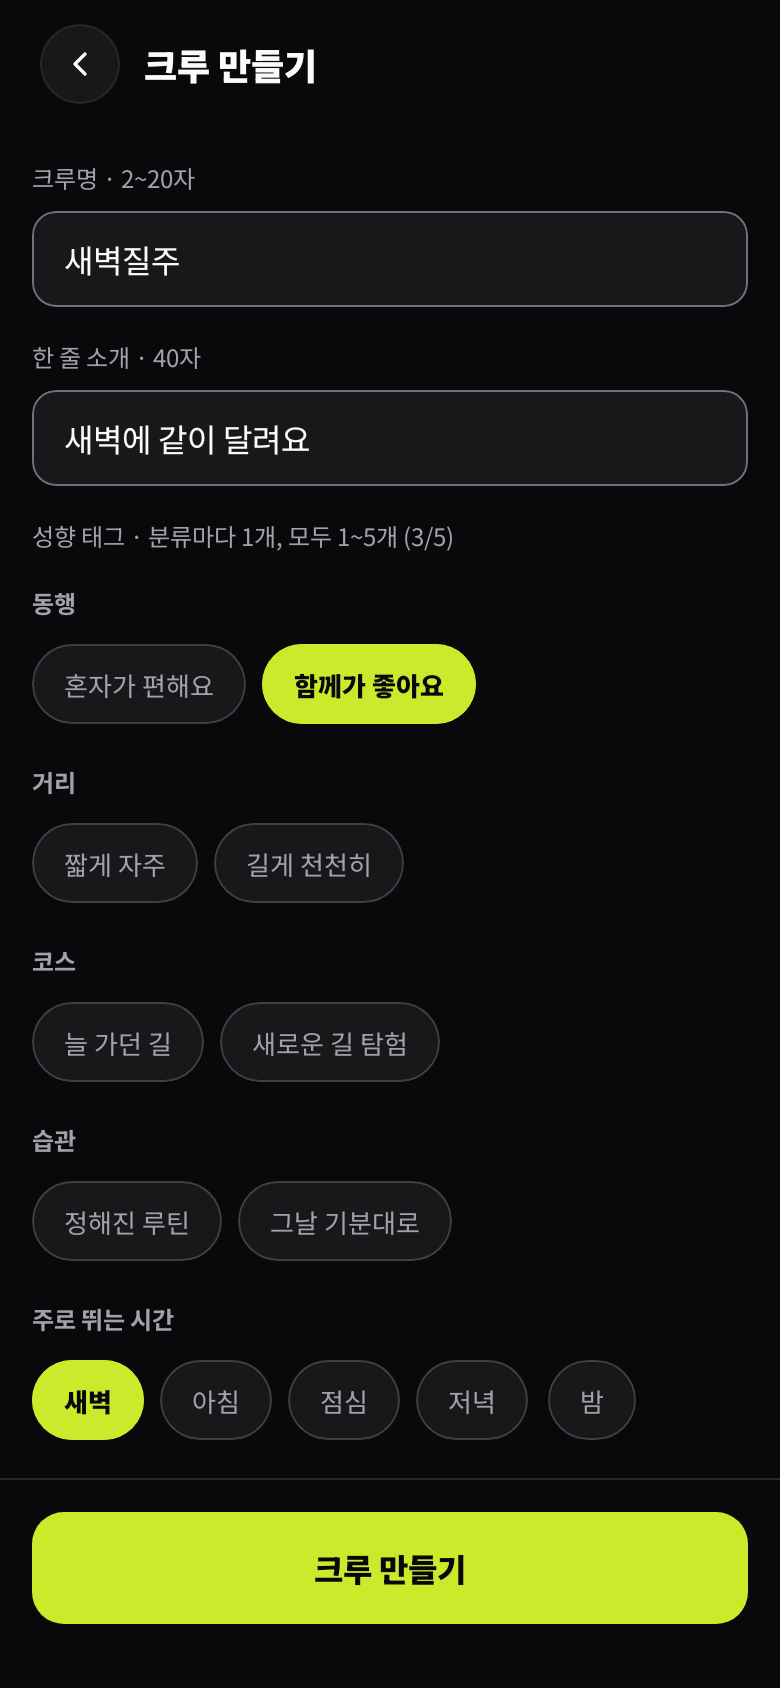 크루 만들기
크루명 · 2~20자
새벽질주
한 줄 소개 · 40자
새벽에 같이 달려요
성향 태그 · 분류마다 1개, 모두 1~5개 (3/5)
동행
혼자가 편해요 함께가 좋아요
거리
짧게 자주 길게 천천히
코스
늘 가던 길 새로운 길 탐험
습관
정해진 루틴 그날 기분대로
주로 뛰는 시간
새벽 아침 점심 저녁 밤
크루 만들기